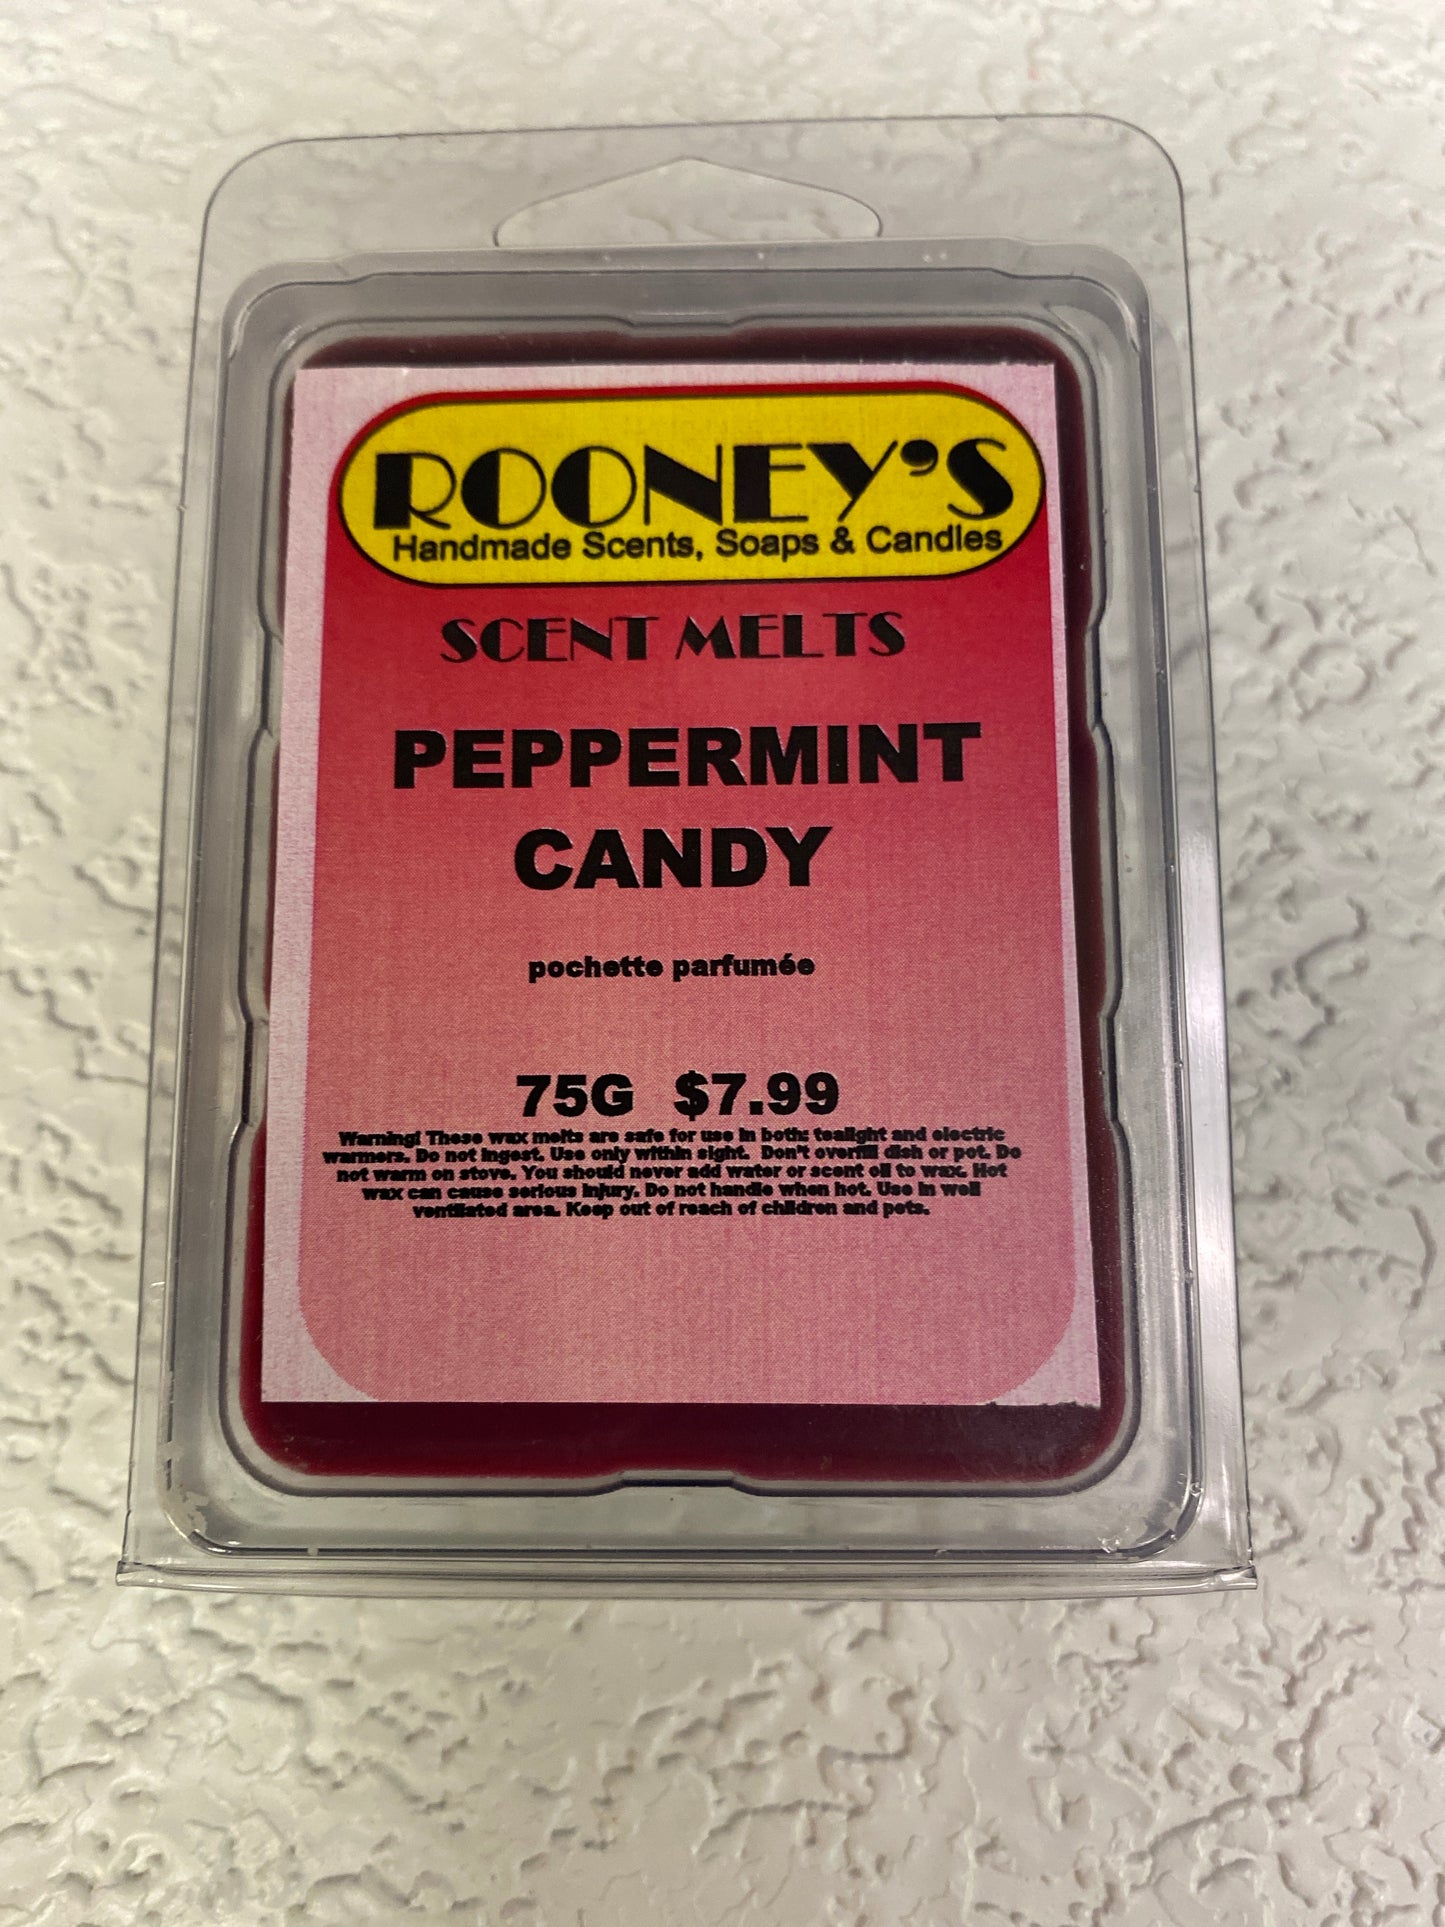 ROONEY'S
Handmade Scents, Soaps & Candles
SCENT MELTS
PEPPERMINT
CANDY
pochette parfumée
75G $7.99
Warning! These wax melts are safe for use in both: tealight and electric
warmers. Do not ingest. Use only within sight. Don't overfill dish or pot. Do
not warm on stove. You should never add water or scent oil to wax. Hot
wax can cause serious injury. Do not handle when hot. Use in well
ventilated area. Keep out of reach of children and pets.